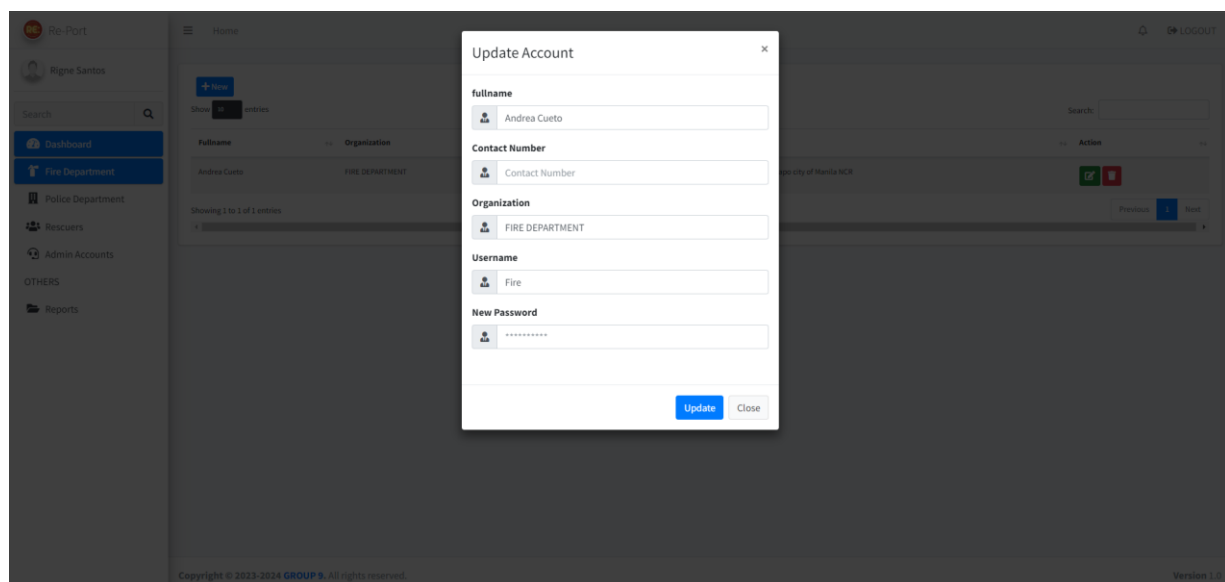 Re-Port
Home
LOGOUT
Rigne Santos
Search
Dashboard
Fire Department
Police Department
Rescuers
Admin Accounts
OTHERS
Reports
+ New
Show 10 entries
Search:
Fullname Organization Action
Andrea Cueto FIRE DEPARTMENT city of Manila NCR
Showing 1 to 1 of 1 entries
Previous 1 Next
Update Account
×
fullname
Andrea Cueto
Contact Number
Contact Number
Organization
FIRE DEPARTMENT
Username
Fire
New Password
**********
Update Close
Copyright © 2023-2024 GROUP 9. All rights reserved.
Version 1.0